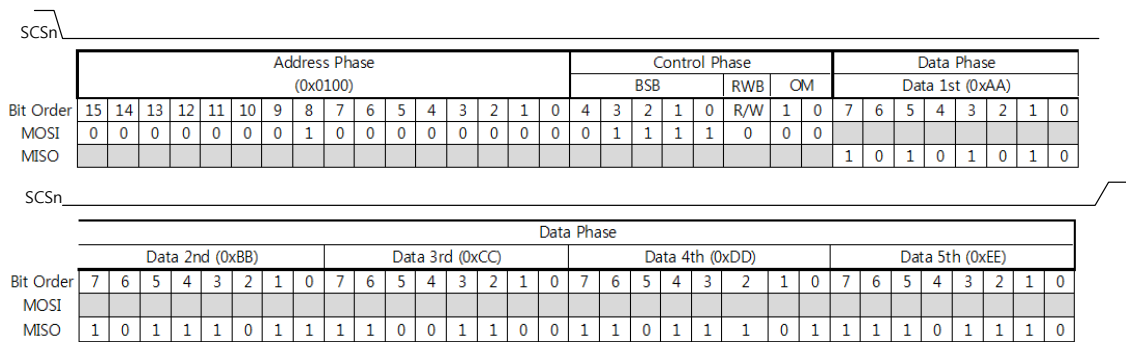 SCSn
Address Phase Control Phase Data Phase
(0x0100) BSB RWB OM Data 1st (0xAA)
Bit Order 15 14 13 12 11 10 9 8 7 6 5 4 3 2 1 0 4 3 2 1 0 R/W 1 0 7 6 5 4 3 2 1 0
MOSI 0 0 0 0 0 0 0 1 0 0 0 0 0 0 0 0 0 1 1 1 1 0 0 0
MISO 1 0 1 0 1 0 1 0
SCSn
Data Phase
Data 2nd (0xBB) Data 3rd (0xCC) Data 4th (0xDD) Data 5th (0xEE)
Bit Order 7 6 5 4 3 2 1 0 7 6 5 4 3 2 1 0 7 6 5 4 3 2 1 0 7 6 5 4 3 2 1 0
MOSI
MISO 1 0 1 1 1 0 1 1 1 1 0 0 1 1 0 0 1 1 0 1 1 1 0 1 1 1 1 0 1 1 1 0